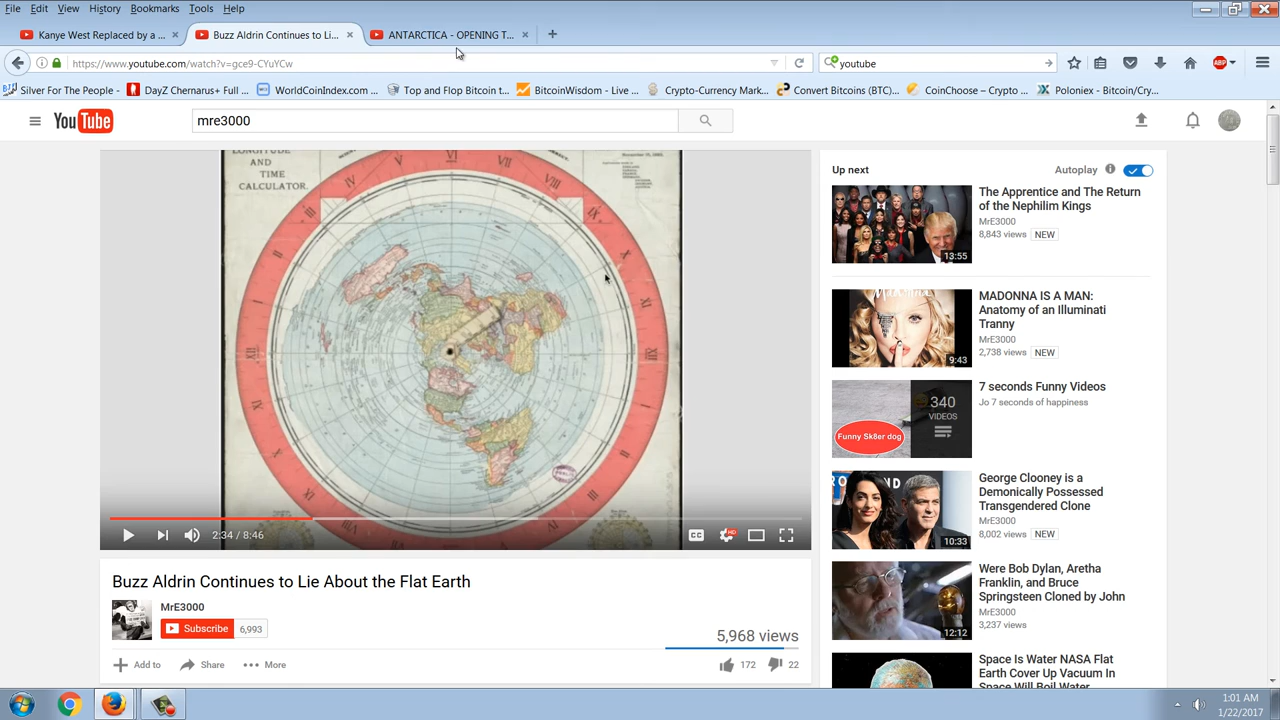 File Edit View History Bookmarks Tools Help
Kanye West Replaced by a ... × Buzz Aldrin Continues to Li... × ANTARCTICA - OPENING T... ×
https://www.youtube.com/watch?v=gce9-CYuYCw youtube ABP
Silver For The People - ... DayZ Chernarus+ Full ... WorldCoinIndex.com ... Top and Flop Bitcoin t... BitcoinWisdom - Live ... Crypto-Currency Mark... Convert Bitcoins (BTC)... CoinChoose – Crypto ... Poloniex - Bitcoin/Cry...
YouTube mre3000
LONGITUDE
AND
TIME
CALCULATOR.
Up next Autoplay
The Apprentice and The Return
of the Nephilim Kings
MrE3000
8,843 views NEW
13:55
MADONNA IS A MAN:
Anatomy of an Illuminati
Tranny
MrE3000
2,738 views NEW
9:43
7 seconds Funny Videos
Jo 7 seconds of happiness
340
VIDEOS
Funny Sk8er dog
George Clooney is a
Demonically Possessed
Transgendered Clone
MrE3000
8,002 views NEW
10:33
Were Bob Dylan, Aretha
Franklin, and Bruce
Springsteen Cloned by John
MrE3000
3,237 views
12:12
Space Is Water NASA Flat
Earth Cover Up Vacuum In
Space Will Boil Water
2:34 / 8:46 CC HD
Buzz Aldrin Continues to Lie About the Flat Earth
MrE3000
Subscribe 6,993
5,968 views
Add to Share More 172 22
1:01 AM
1/22/2017